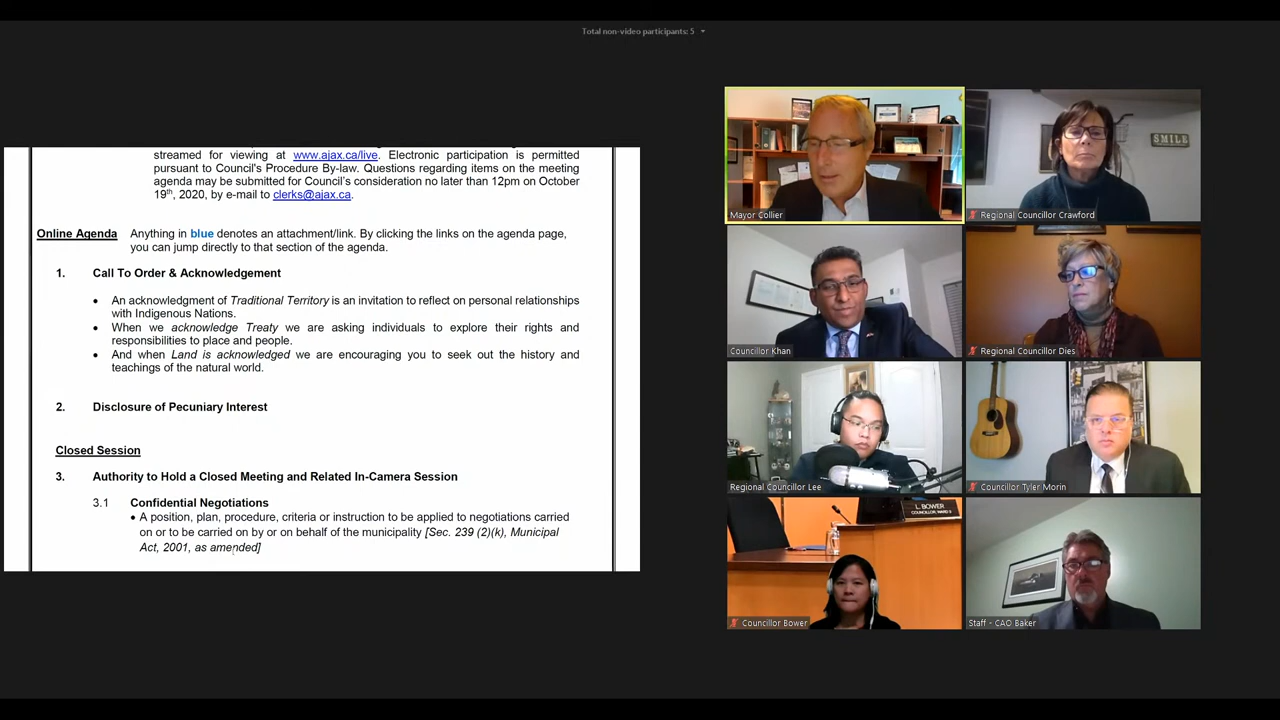 Total non-video participants: 5
streamed for viewing at www.ajax.ca/live. Electronic participation is permitted
pursuant to Council's Procedure By-law. Questions regarding items on the meeting
agenda may be submitted for Council's consideration no later than 12pm on October
19th, 2020, by e-mail to clerks@ajax.ca.
Online Agenda Anything in blue denotes an attachment/link. By clicking the links on the agenda page,
you can jump directly to that section of the agenda.
1. Call To Order & Acknowledgement
• An acknowledgment of Traditional Territory is an invitation to reflect on personal relationships
with Indigenous Nations.
• When we acknowledge Treaty we are asking individuals to explore their rights and
responsibilities to place and people.
• And when Land is acknowledged we are encouraging you to seek out the history and
teachings of the natural world.
2. Disclosure of Pecuniary Interest
Closed Session
3. Authority to Hold a Closed Meeting and Related In-Camera Session
3.1 Confidential Negotiations
• A position, plan, procedure, criteria or instruction to be applied to negotiations carried
on or to be carried on by or on behalf of the municipality [Sec. 239 (2)(k), Municipal
Act, 2001, as amended]
Mayor Collier
SMILE
Regional Councillor Crawford
Councillor Khan
Regional Councillor Dies
Regional Councillor Lee
Councillor Tyler Morin
L. BOWER
COUNCILLOR, WARD 3
Councillor Bower
Staff - CAO Baker